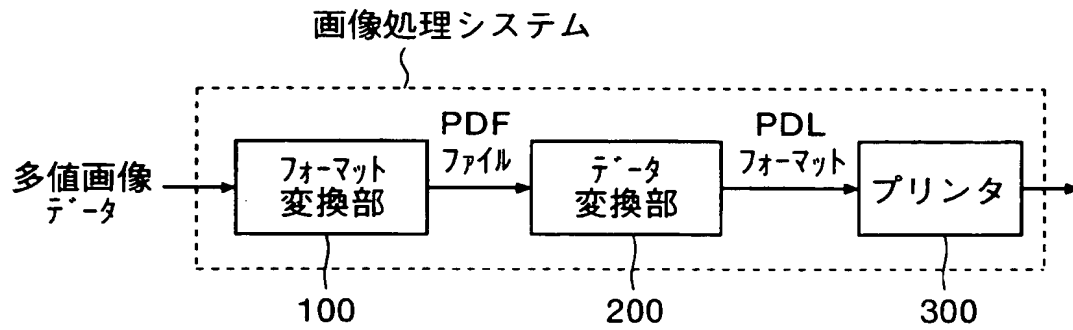 画像処理システム
多値画像
データ
フォーマット
変換部
PDF
ファイル
データ
変換部
PDL
フォーマット
プリンタ
100
200
300